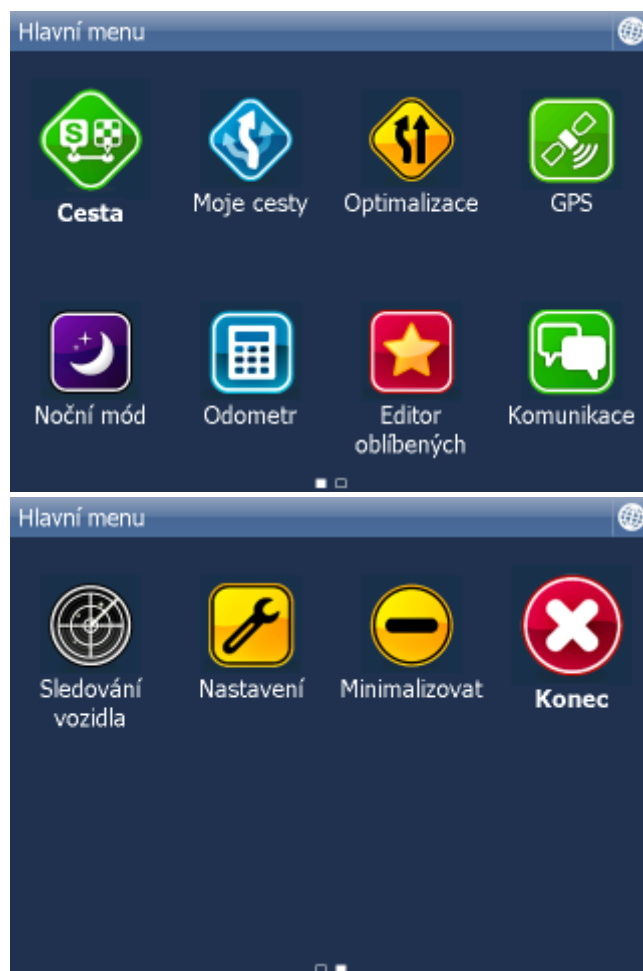 Hlavní menu
S
Cesta
Moje cesty
Optimalizace
GPS
Noční mód
Odometr
Editor
oblíbených
Komunikace
Hlavní menu
Sledování
vozidla
Nastavení
Minimalizovat
Konec